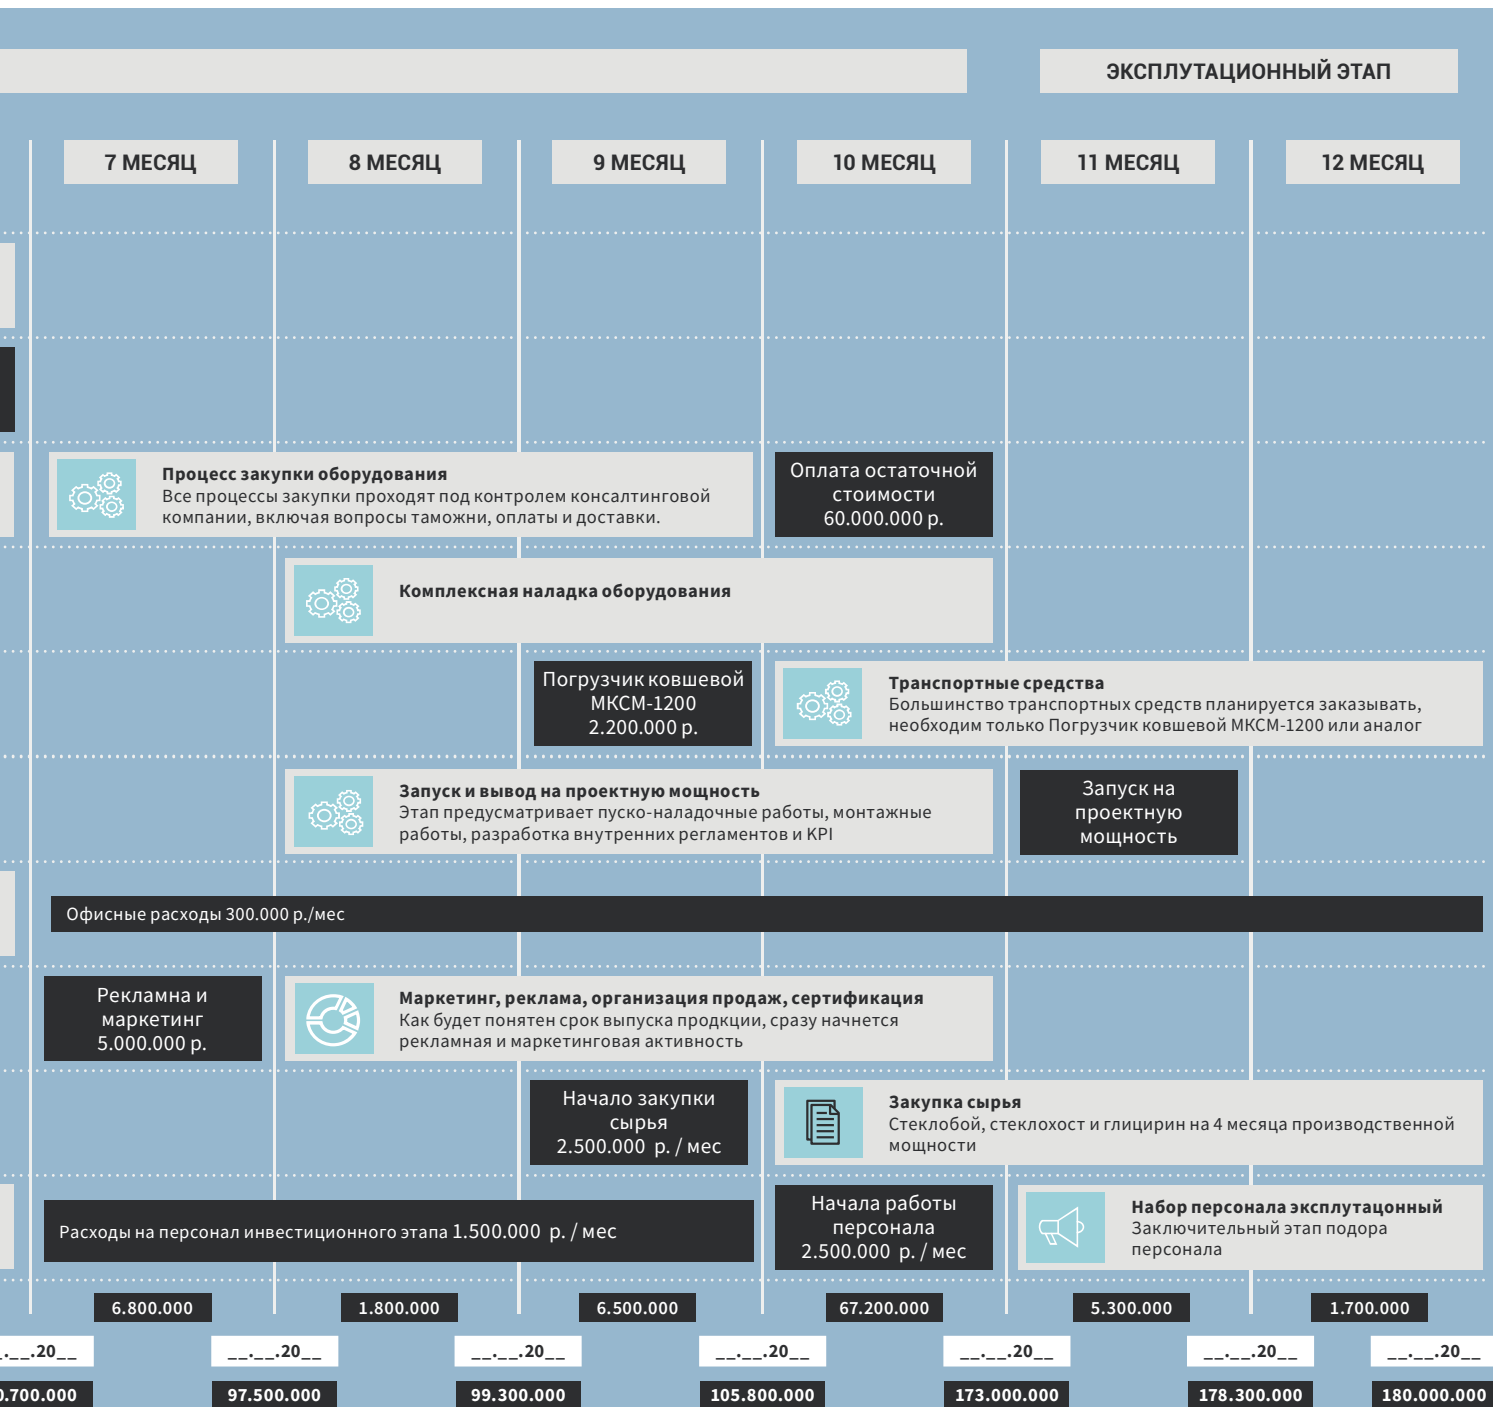 ЭКСПЛУТАЦИОННЫЙ ЭТАП
7 МЕСЯЦ
8 МЕСЯЦ
9 МЕСЯЦ
10 МЕСЯЦ
11 МЕСЯЦ
12 МЕСЯЦ
Процесс закупки оборудования
Все процессы закупки проходят под контролем консалтинговой
компании, включая вопросы таможни, оплаты и доставки.
Оплата остаточной
стоимости
60.000.000 р.
Комплексная наладка оборудования
Погрузчик ковшевой
МКСМ-1200
2.200.000 р.
Транспортные средства
Большинство транспортных средств планируется заказывать,
необходим только Погрузчик ковшевой МКСМ-1200 или аналог
Запуск и вывод на проектную мощность
Этап предусматривает пуско-наладочные работы, монтажные
работы, разработка внутренних регламентов и KPI
Запуск на
проектную
мощность
Офисные расходы 300.000 р./мес
Рекламна и
маркетинг
5.000.000 р.
Маркетинг, реклама, организация продаж, сертификация
Как будет понятен срок выпуска продкции, сразу начнется
рекламная и маркетинговая активность
Начало закупки
сырья
2.500.000 р. / мес
Закупка сырья
Стеклобой, стеклохост и глицирин на 4 месяца производственной
мощности
Расходы на персонал инвестиционного этапа 1.500.000 р. / мес
Начала работы
персонала
2.500.000 р. / мес
Набор персонала эксплутацонный
Заключительный этап подора
персонала
6.800.000
1.800.000
6.500.000
67.200.000
5.300.000
1.700.000
_.__.20__
__.__.20__
__.__.20__
__.__.20__
__.__.20__
__.__.20__
__.__.20__
0.700.000
97.500.000
99.300.000
105.800.000
173.000.000
178.300.000
180.000.000